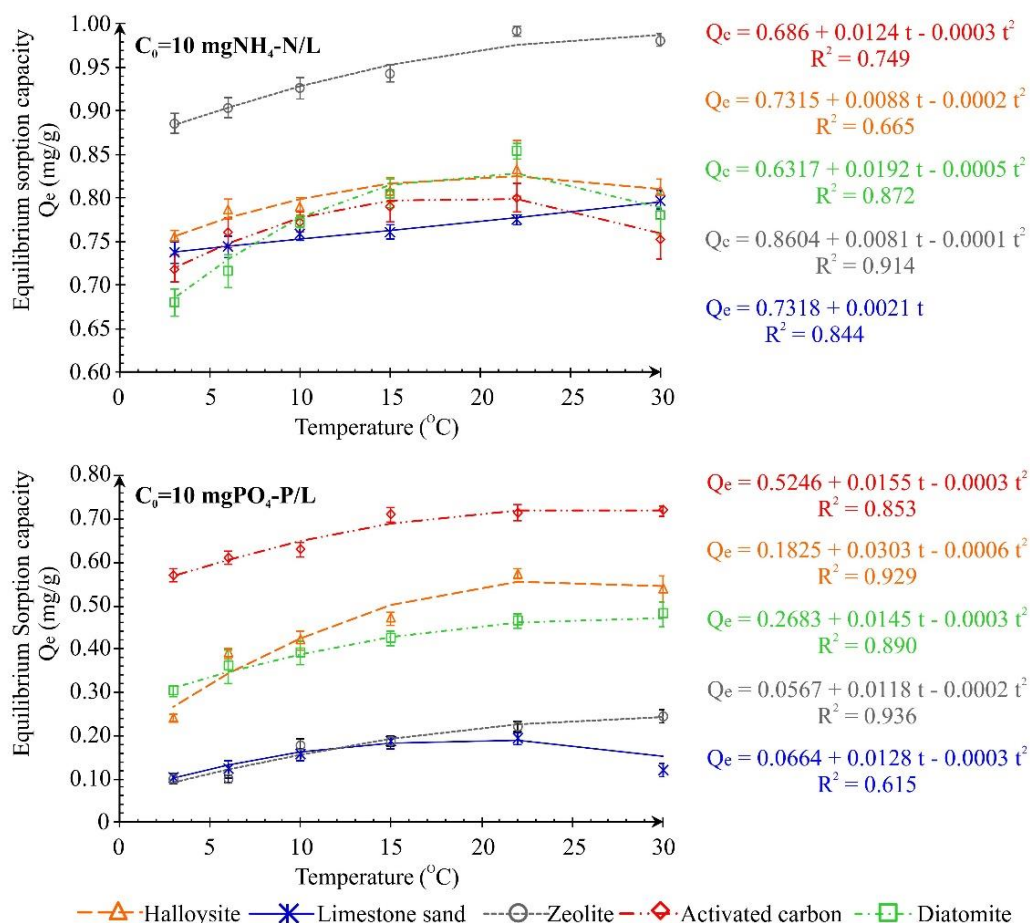 Equilibrium sorption capacity
Qe (mg/g)
1.00
0.95
0.90
0.85
0.80
0.75
0.70
0.65
0.60
C₀=10 mgNH₄-N/L
0 5 10 15 20 25 30
Temperature (°C)
Qe = 0.686 + 0.0124 t - 0.0003 t²
R² = 0.749
Qe = 0.7315 + 0.0088 t - 0.0002 t²
R² = 0.665
Qe = 0.6317 + 0.0192 t - 0.0005 t²
R² = 0.872
Qe = 0.8604 + 0.0081 t - 0.0001 t²
R² = 0.914
Qe = 0.7318 + 0.0021 t
R² = 0.844
Equilibrium Sorption capacity
Qe (mg/g)
0.80
0.70
0.60
0.50
0.40
0.30
0.20
0.10
0
C₀=10 mgPO₄-P/L
0 5 10 15 20 25 30
Temperature (°C)
Qe = 0.5246 + 0.0155 t - 0.0003 t²
R² = 0.853
Qe = 0.1825 + 0.0303 t - 0.0006 t²
R² = 0.929
Qe = 0.2683 + 0.0145 t - 0.0003 t²
R² = 0.890
Qe = 0.0567 + 0.0118 t - 0.0002 t²
R² = 0.936
Qe = 0.0664 + 0.0128 t - 0.0003 t²
R² = 0.615
Halloysite Limestone sand Zeolite Activated carbon Diatomite